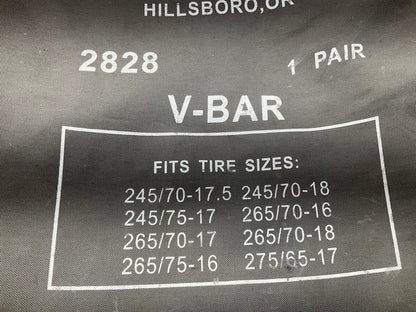 HILLSBORO,OR
2828 1 PAIR
V-BAR
FITS TIRE SIZES:
245/70-17.5 245/70-18
245/75-17 265/70-16
265/70-17 265/70-18
265/75-16 275/65-17